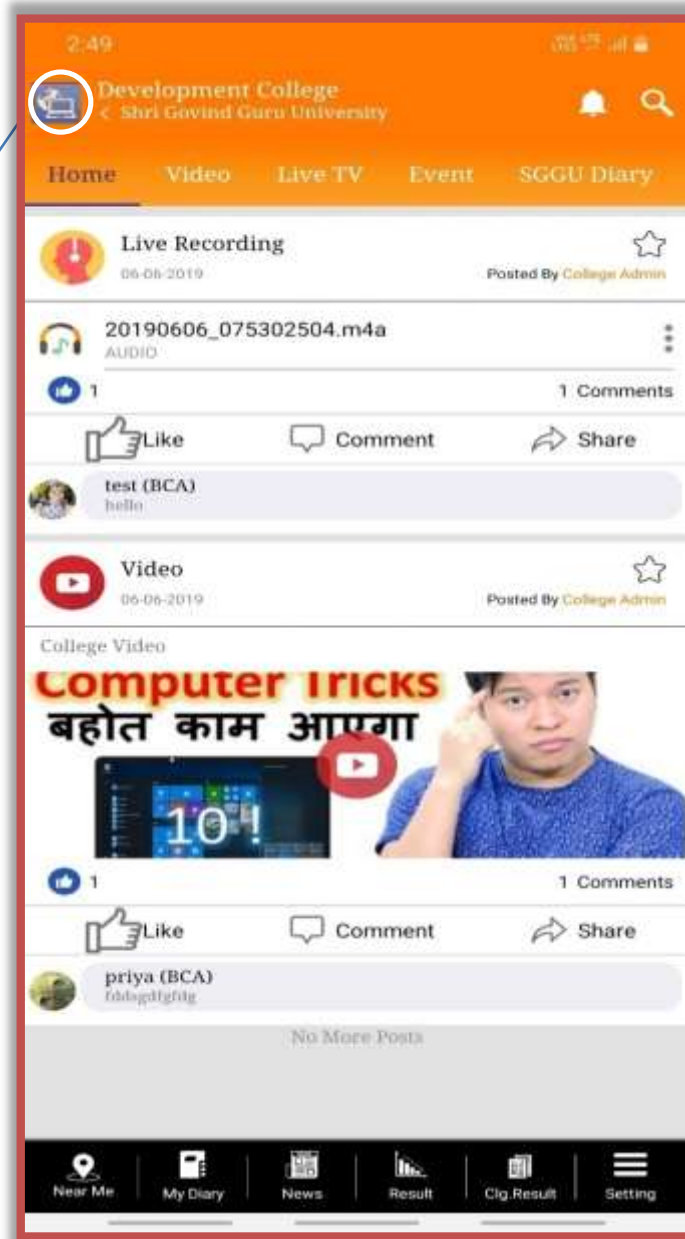 2:49
Development College
< Shri Govind Guru University
Home Video Live TV Event SGGU Diary
Live Recording
06-06-2019
Posted By College Admin
20190606_075302504.m4a
AUDIO
1
1 Comments
Like Comment Share
test (BCA)
hello
Video
06-06-2019
Posted By College Admin
College Video
Computer Tricks
बहोत काम आएगा
10 !
1
1 Comments
Like Comment Share
priya (BCA)
No More Posts
Near Me My Diary News Result Clg.Result Setting